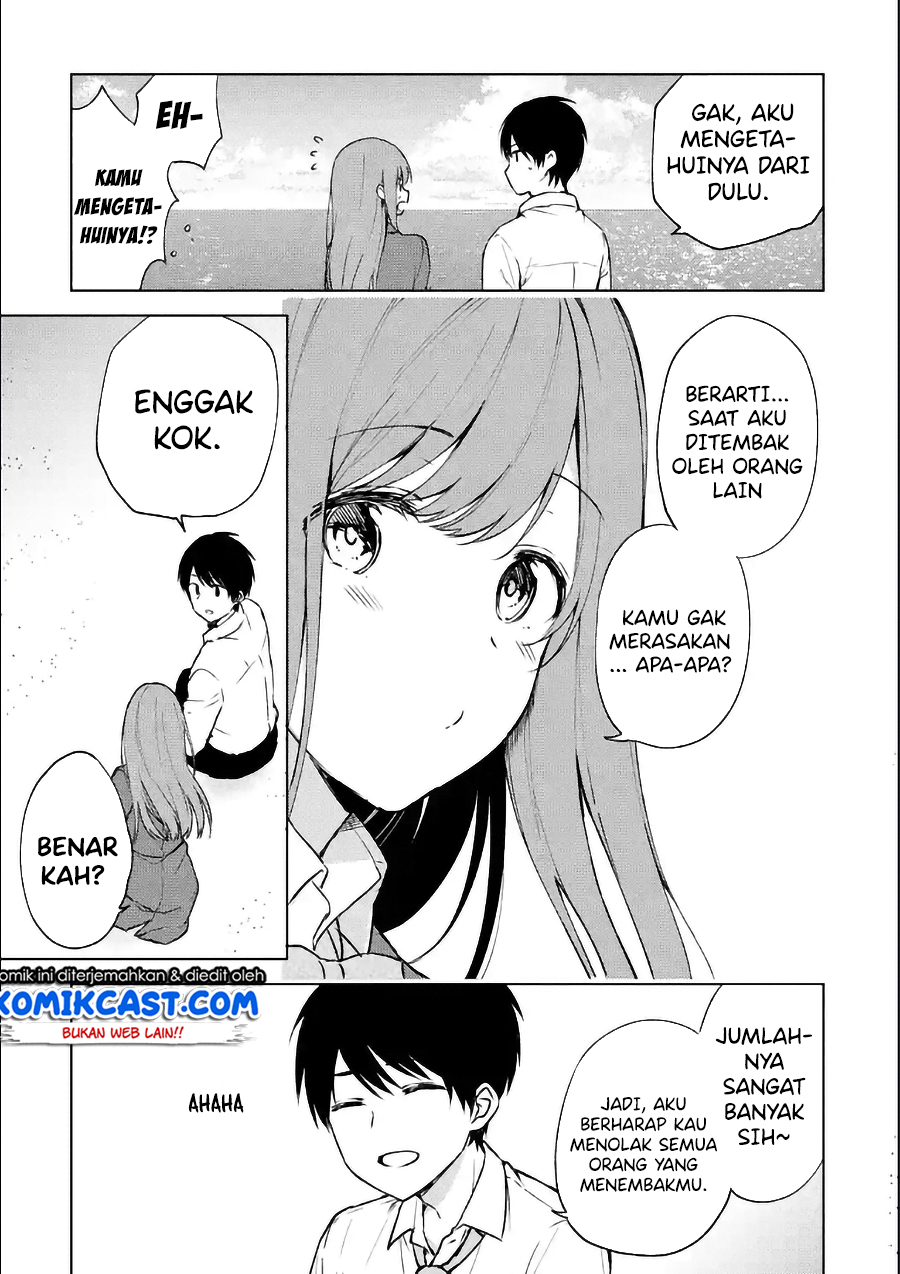 GAK, AKU
MENGETA-
HUINYA DARI
DULU.
EH-
KAMU
MENGETA-
HUINYA!?
BERARTI...
SAAT AKU
DITEMBAK
OLEH ORANG
LAIN
KAMU GAK
MERASAKAN
... APA-APA?
ENGGAK
KOK.
BENAR
KAH?
omik ini diterjemahkan & diedit oleh
KOMIKCAST.COM
BUKAN WEB LAIN!!
JUMLAH-
NYA
SANGAT
BANYAK
SIH~
JADI, AKU
BERHARAP KAU
MENOLAK SEMUA
ORANG YANG
MENEMBAKMU.
AHAHA